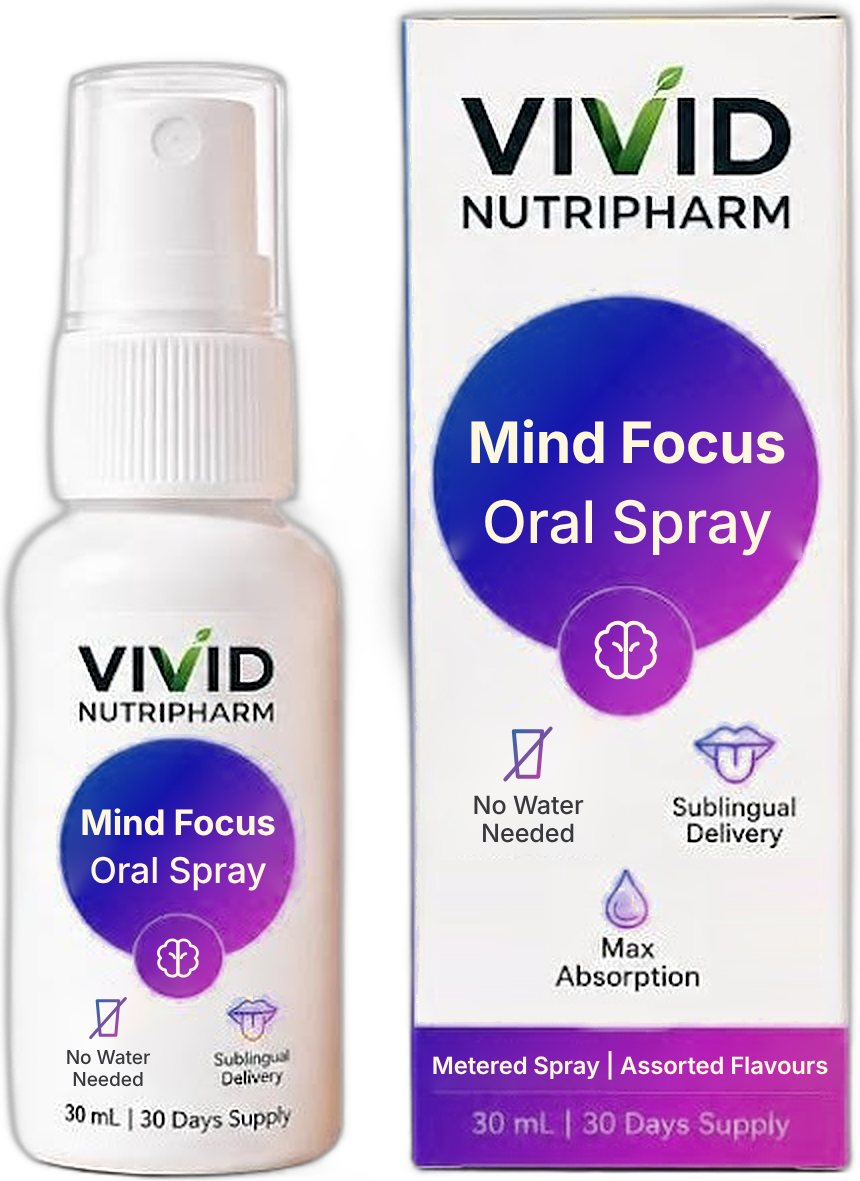 VIVID
NUTRIPHARM
Mind Focus
Oral Spray
No Water
Needed
Sublingual
Delivery
30 mL | 30 Days Supply
VIVID
NUTRIPHARM
Mind Focus
Oral Spray
No Water
Needed
Sublingual
Delivery
Max
Absorption
Metered Spray | Assorted Flavours
30 mL | 30 Days Supply